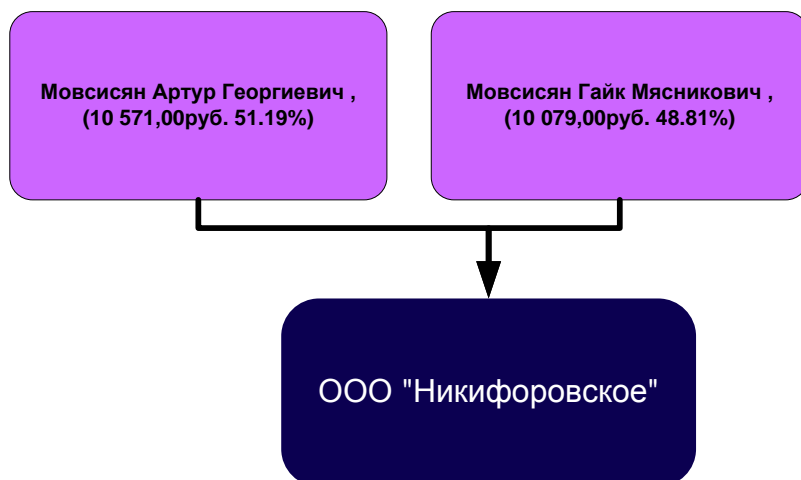 Мовсисян Артур Георгиевич ,
(10 571,00руб. 51.19%)
Мовсисян Гайк Мясникович ,
(10 079,00руб. 48.81%)
ООО "Никифоровское"